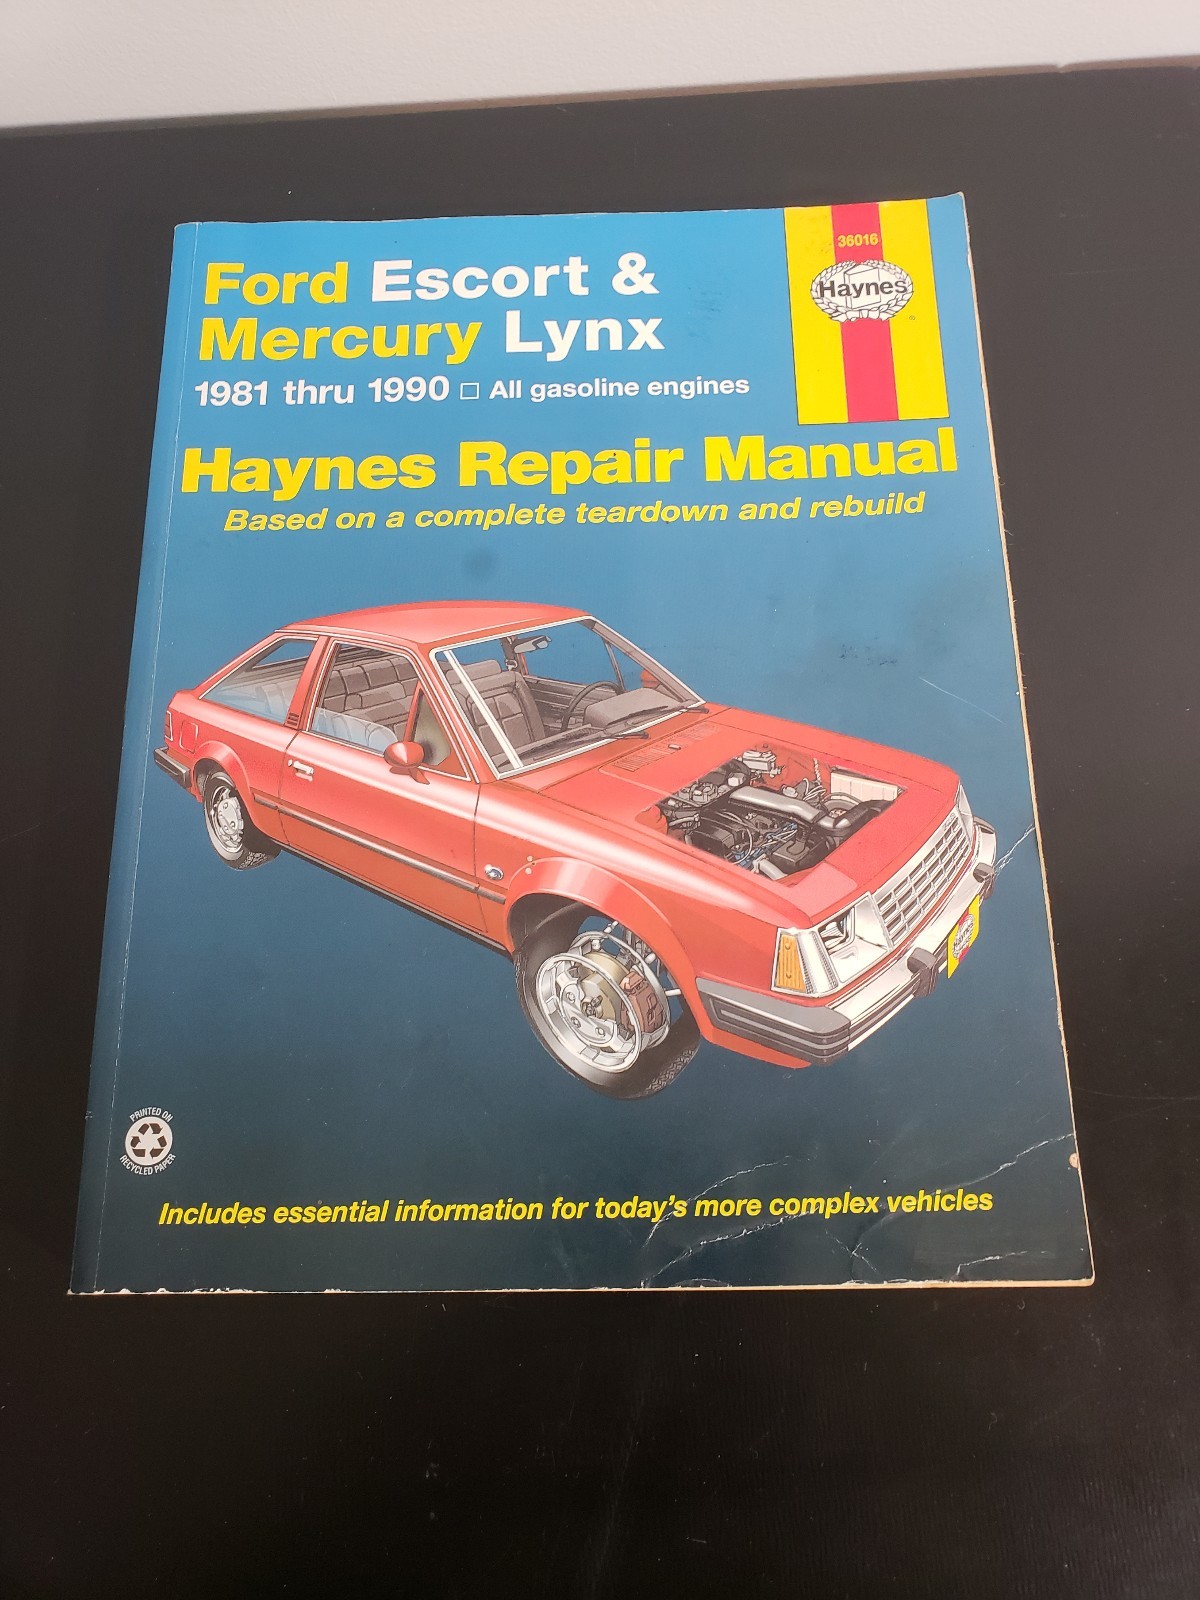 36016
Haynes
Ford Escort &
Mercury Lynx
1981 thru 1990 □ All gasoline engines
Haynes Repair Manual
Based on a complete teardown and rebuild
Haynes
PRINTED ON
RECYCLED PAPER
Includes essential information for today's more complex vehicles